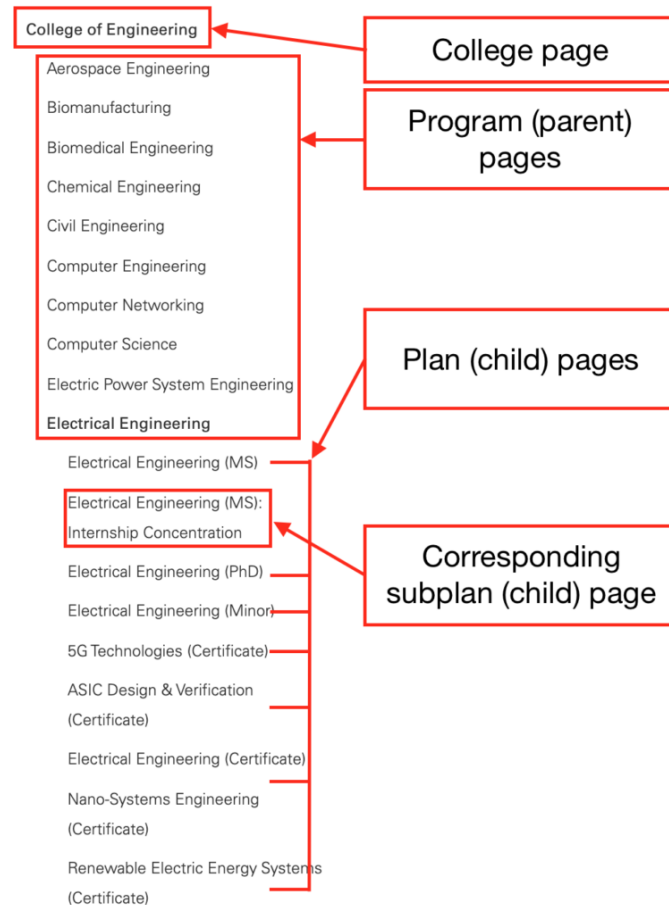 College of Engineering
College page
Aerospace Engineering
Biomanufacturing
Biomedical Engineering
Chemical Engineering
Civil Engineering
Computer Engineering
Computer Networking
Computer Science
Electric Power System Engineering
Electrical Engineering
Program (parent)
pages
Plan (child) pages
Electrical Engineering (MS)
Electrical Engineering (MS):
Internship Concentration
Corresponding
subplan (child) page
Electrical Engineering (PhD)
Electrical Engineering (Minor)
5G Technologies (Certificate)
ASIC Design & Verification
(Certificate)
Electrical Engineering (Certificate)
Nano-Systems Engineering
(Certificate)
Renewable Electric Energy Systems
(Certificate)